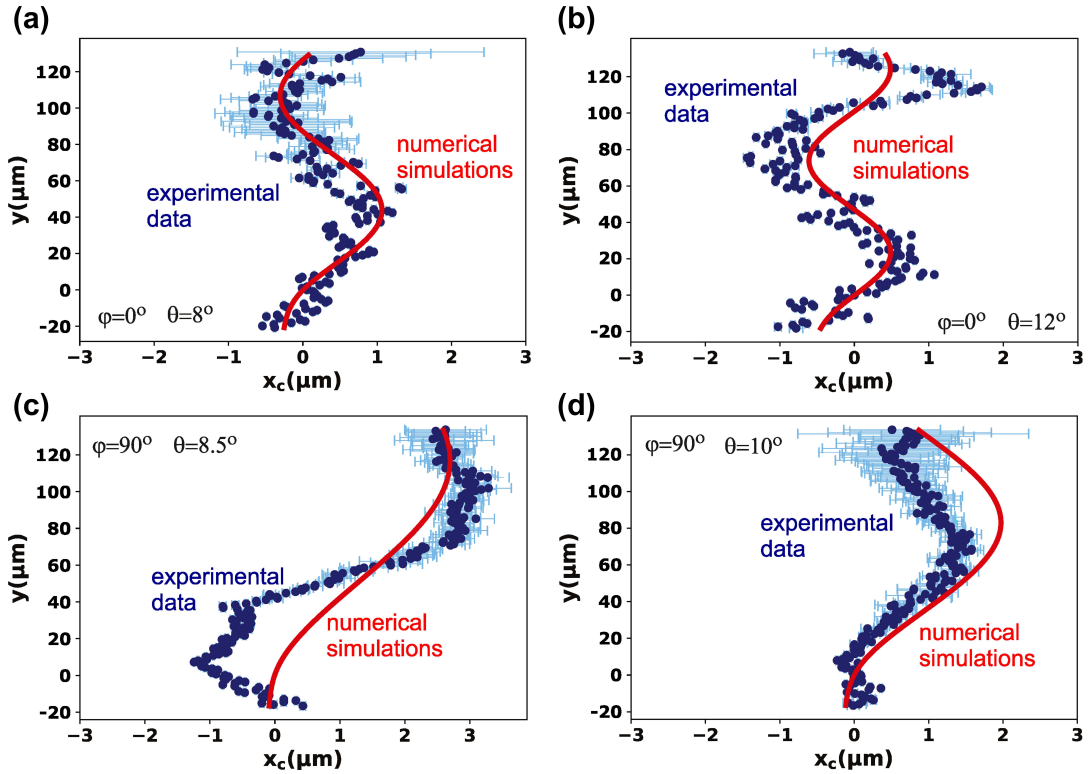 (a)
120
100
80
60
40
20
0
-20
y(μm)
experimental
data
numerical
simulations
φ=0° θ=8°
−3 −2 −1 0 1 2 3
x_c(μm)
(b)
120
100
80
60
40
20
0
-20
y(μm)
experimental
data
numerical
simulations
φ=0° θ=12°
−3 −2 −1 0 1 2 3
x_c(μm)
(c)
φ=90° θ=8.5°
120
100
80
60
40
20
0
-20
y(μm)
experimental
data
numerical
simulations
−3 −2 −1 0 1 2 3
x_c(μm)
(d)
φ=90° θ=10°
120
100
80
60
40
20
0
-20
y(μm)
experimental
data
numerical
simulations
−3 −2 −1 0 1 2 3
x_c(μm)